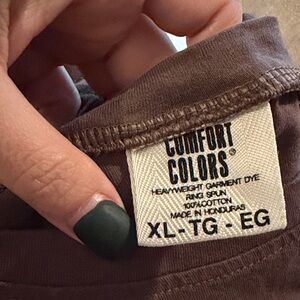 COMFORT
COLORS®
HEAVYWEIGHT GARMENT DYE
RING SPUN
100%COTTON
MADE IN HONDURAS
XL-TG-EG